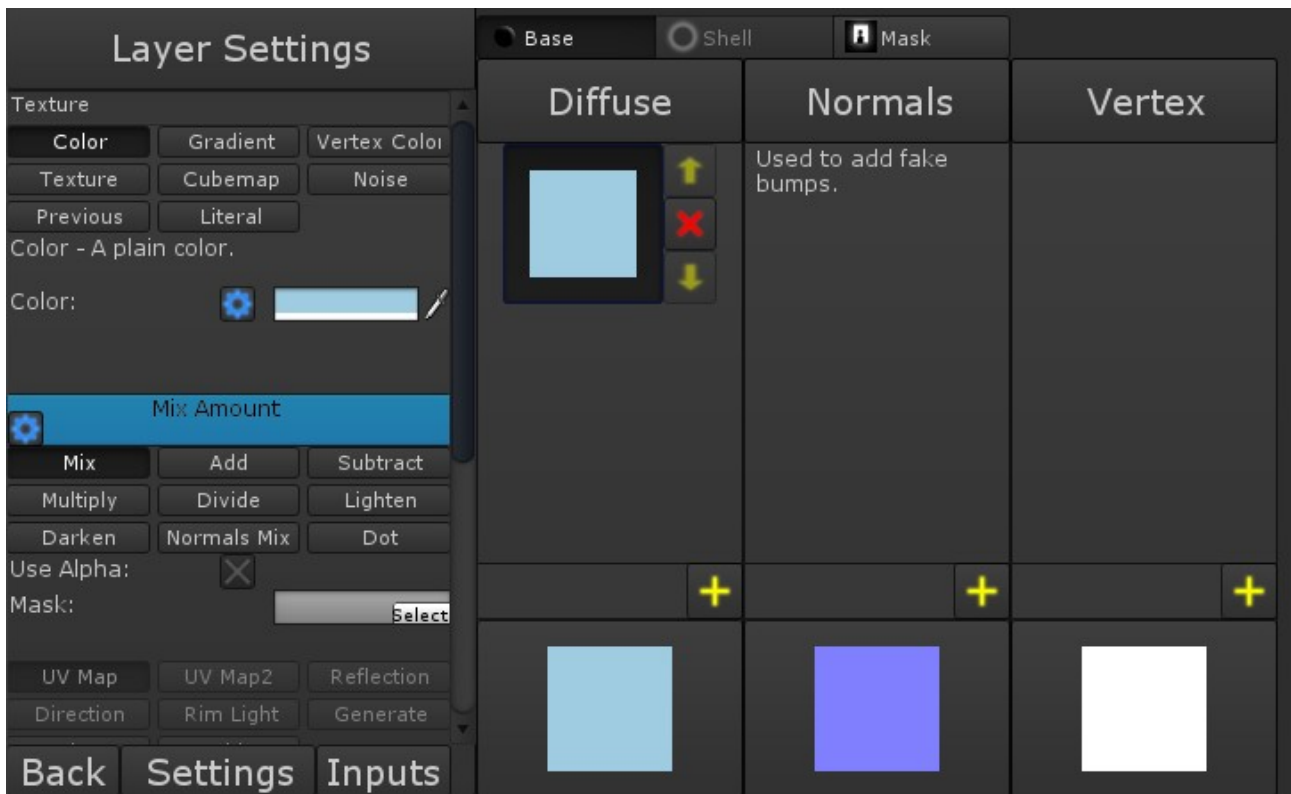 Layer Settings
Texture
Color Gradient Vertex Color
Texture Cubemap Noise
Previous Literal
Color - A plain color.
Color:
Mix Amount
Mix Add Subtract
Multiply Divide Lighten
Darken Normals Mix Dot
Use Alpha:
Mask: Select
UV Map UV Map2 Reflection
Direction Rim Light Generate
Back Settings Inputs
Base Shell Mask
Diffuse Normals Vertex
Used to add fake
bumps.